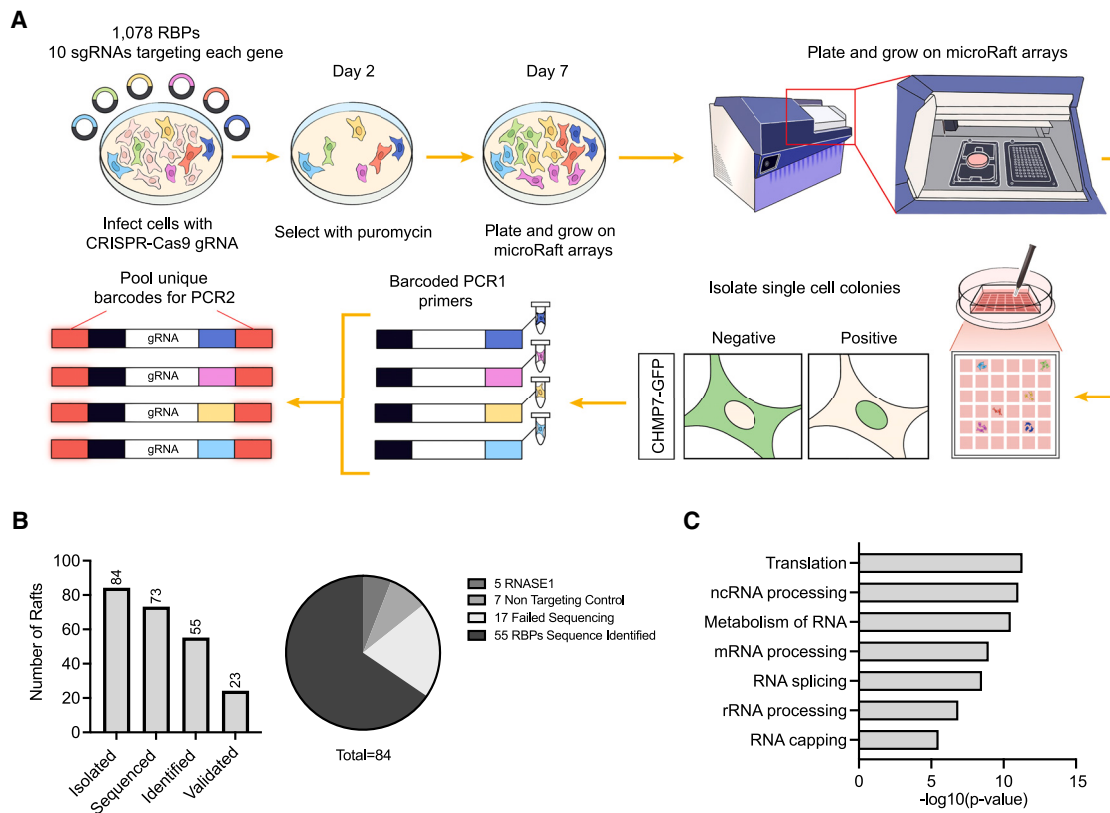 A
1,078 RBPs
10 sgRNAs targeting each gene
Day 2
Day 7
Plate and grow on microRaft arrays
Infect cells with
CRISPR-Cas9 gRNA
Select with puromycin
Plate and grow on
microRaft arrays
Pool unique
barcodes for PCR2
gRNA
gRNA
gRNA
gRNA
Barcoded PCR1
primers
Isolate single cell colonies
Negative
Positive
CHMP7-GFP
B
Number of Rafts
100
80
60
40
20
0
84
73
55
23
Isolated
Sequenced
Identified
Validated
5 RNASE1
7 Non Targeting Control
17 Failed Sequencing
55 RBPs Sequence Identified
Total=84
C
Translation
ncRNA processing
Metabolism of RNA
mRNA processing
RNA splicing
rRNA processing
RNA capping
0
5
10
15
-log10(p-value)